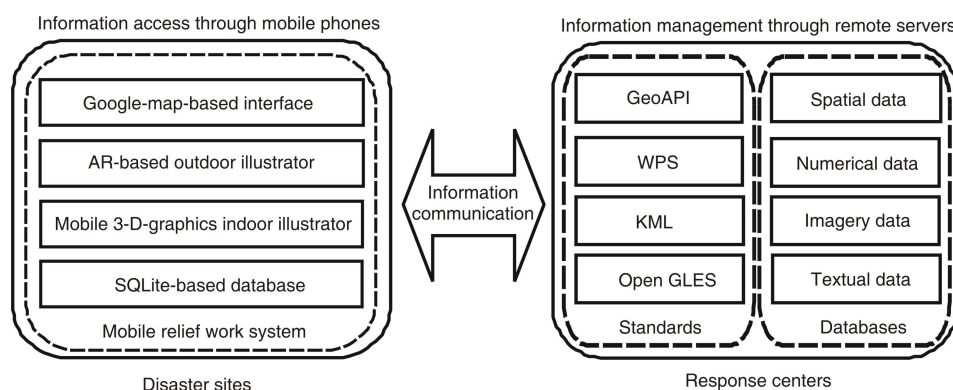 Information access through mobile phones
Google-map-based interface
AR-based outdoor illustrator
Mobile 3-D-graphics indoor illustrator
SQLite-based database
Mobile relief work system
Disaster sites
Information
communication
Information management through remote servers
GeoAPI
WPS
KML
Open GLES
Standards
Spatial data
Numerical data
Imagery data
Textual data
Databases
Response centers